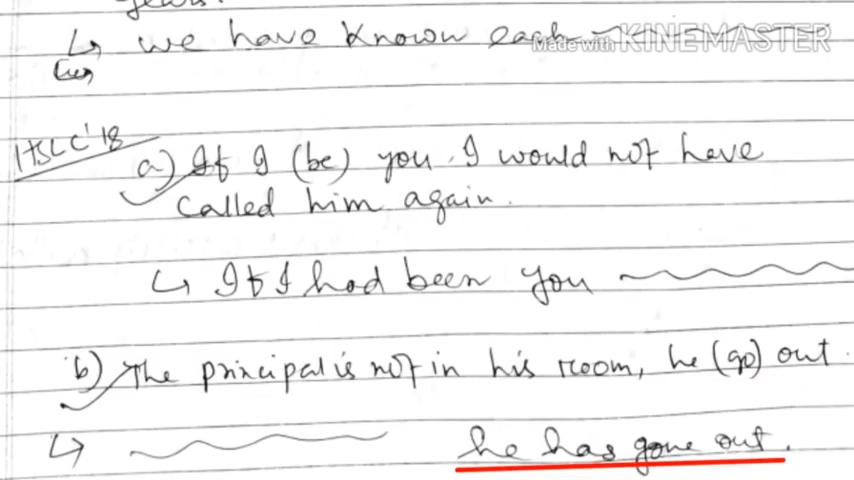 years.
↳ we have known each
Made with KINEMASTER
HSLC'18
a) If I (be) you, I would not have
called him again.
↳ If I had been you
b) The principal is not in his room, he (go) out.
↳ he has gone out.